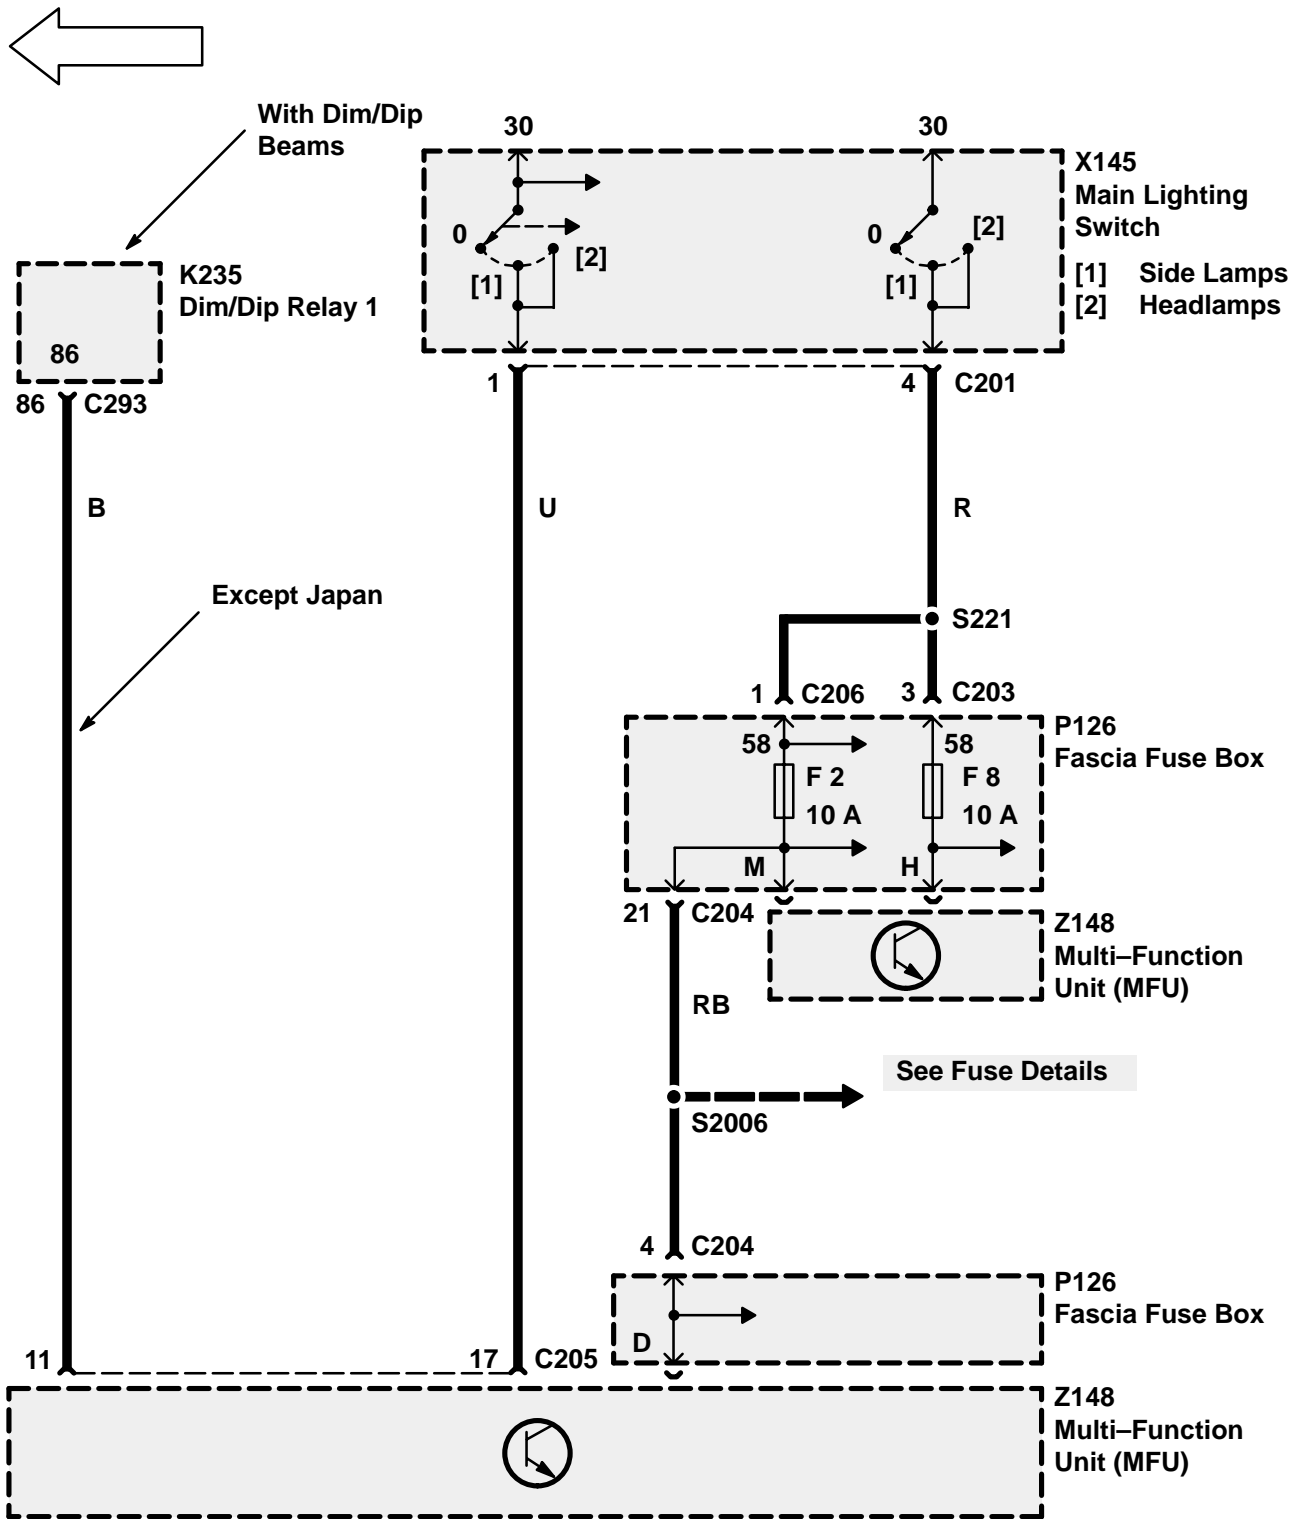 With Dim/Dip
Beams
30
30
X145
Main Lighting
Switch
[1] Side Lamps
[2] Headlamps
0
[1]
[2]
0
[1]
[2]
K235
Dim/Dip Relay 1
86
86
C293
1
4
C201
B
U
R
Except Japan
S221
1
C206
3
C203
P126
Fascia Fuse Box
58
58
F 2
10 A
F 8
10 A
M
H
21
C204
Z148
Multi–Function
Unit (MFU)
RB
See Fuse Details
S2006
4
C204
P126
Fascia Fuse Box
D
11
17
C205
Z148
Multi–Function
Unit (MFU)